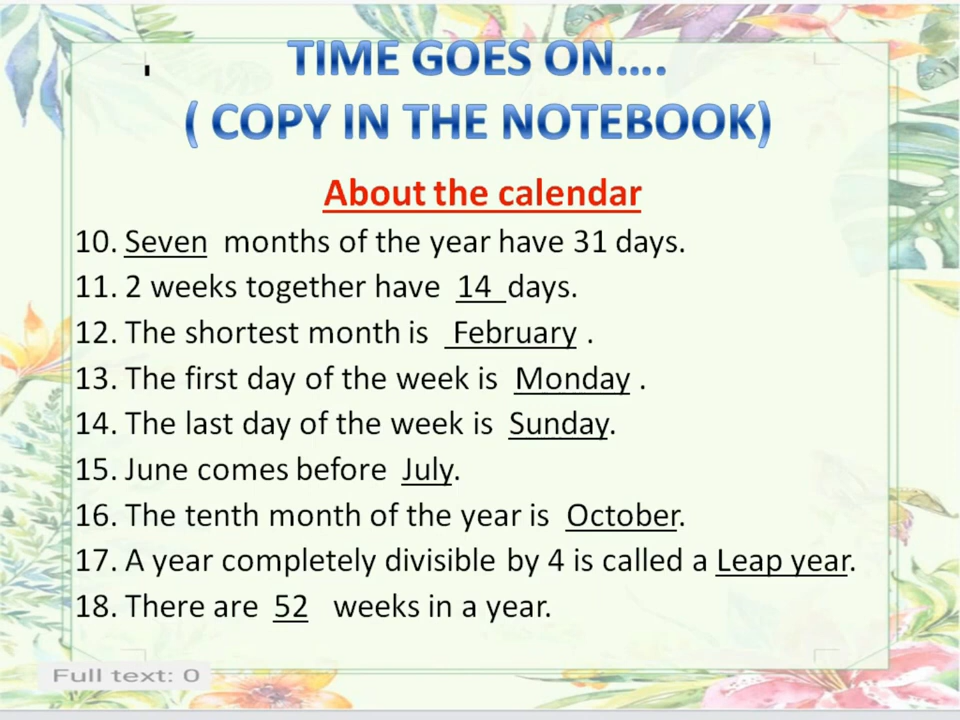 TIME GOES ON....
( COPY IN THE NOTEBOOK)
About the calendar
10. Seven months of the year have 31 days.
11. 2 weeks together have 14 days.
12. The shortest month is February .
13. The first day of the week is Monday .
14. The last day of the week is Sunday.
15. June comes before July.
16. The tenth month of the year is October.
17. A year completely divisible by 4 is called a Leap year.
18. There are 52 weeks in a year.
Full text: 0